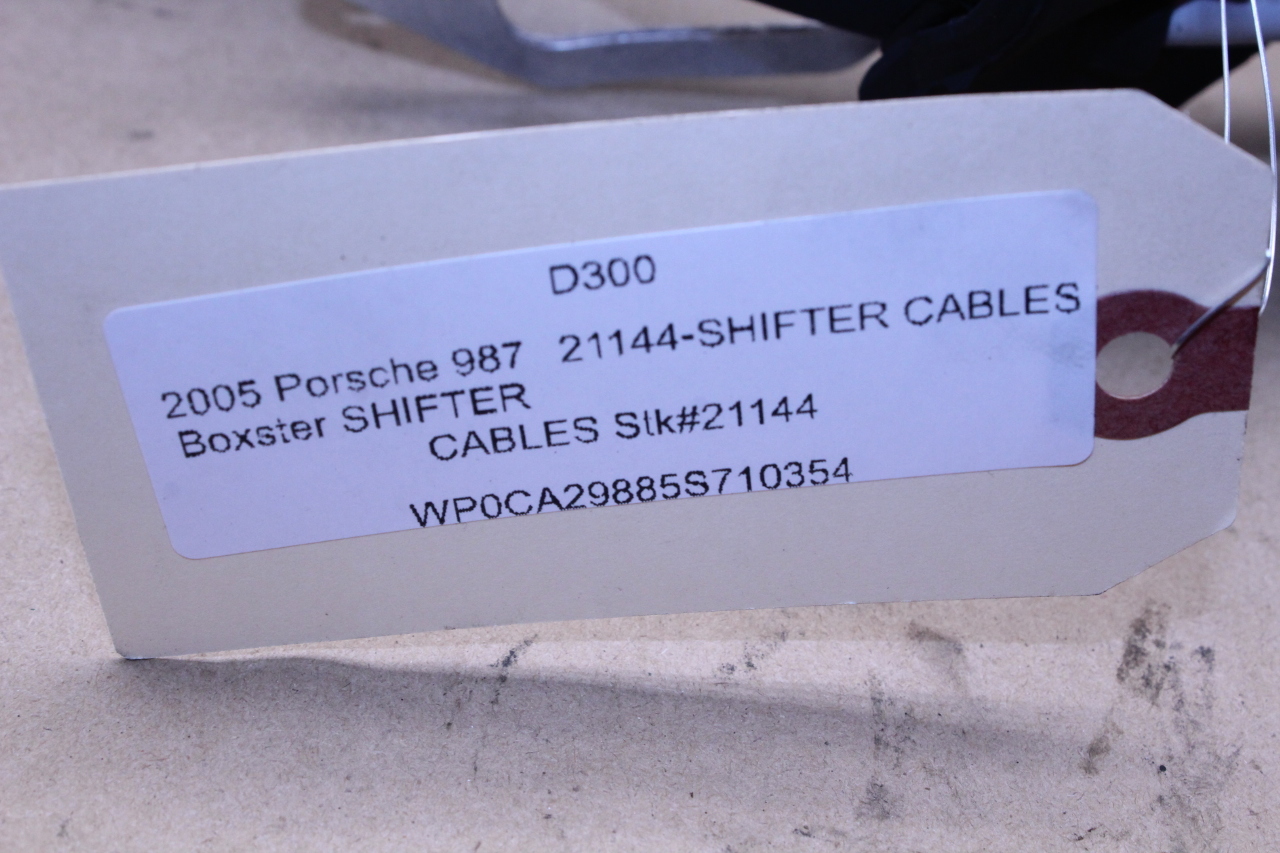 D300
2005 Porsche 987 21144-SHIFTER CABLES
Boxster SHIFTER
CABLES Stk#21144
WP0CA29885S710354